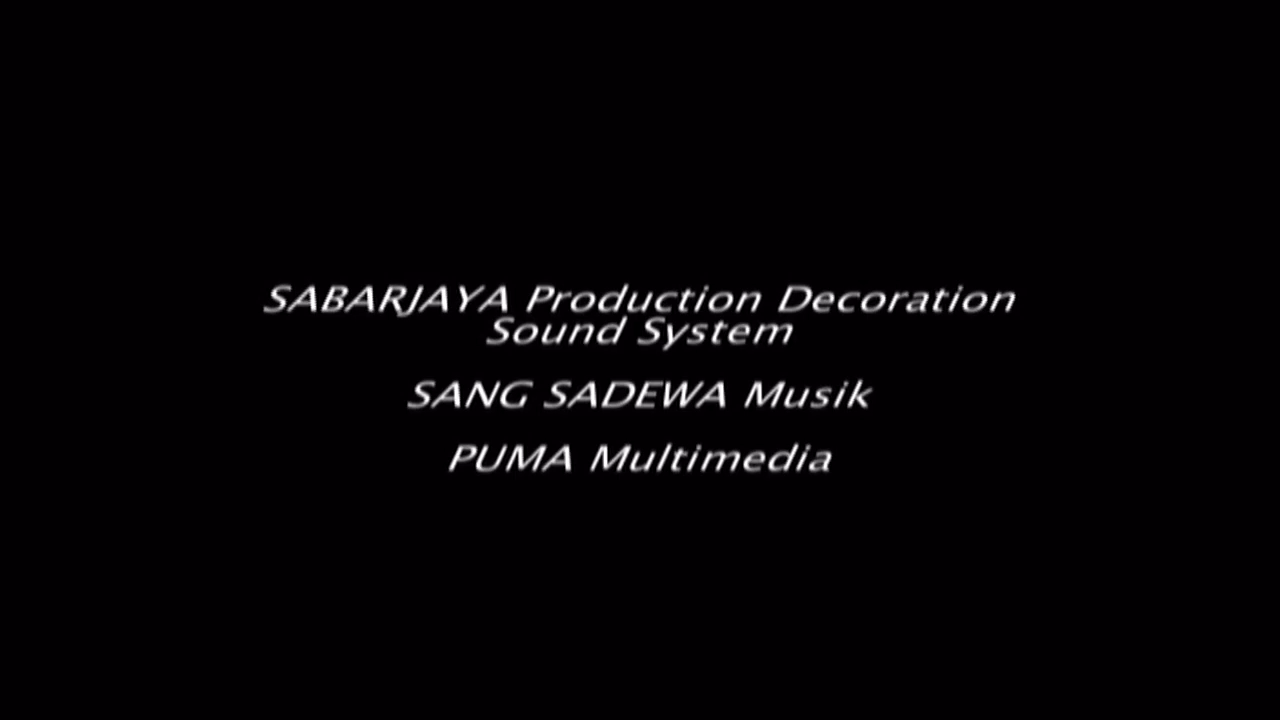 SABARJAYA Production Decoration
Sound System
SANG SADEWA Musik
PUMA Multimedia